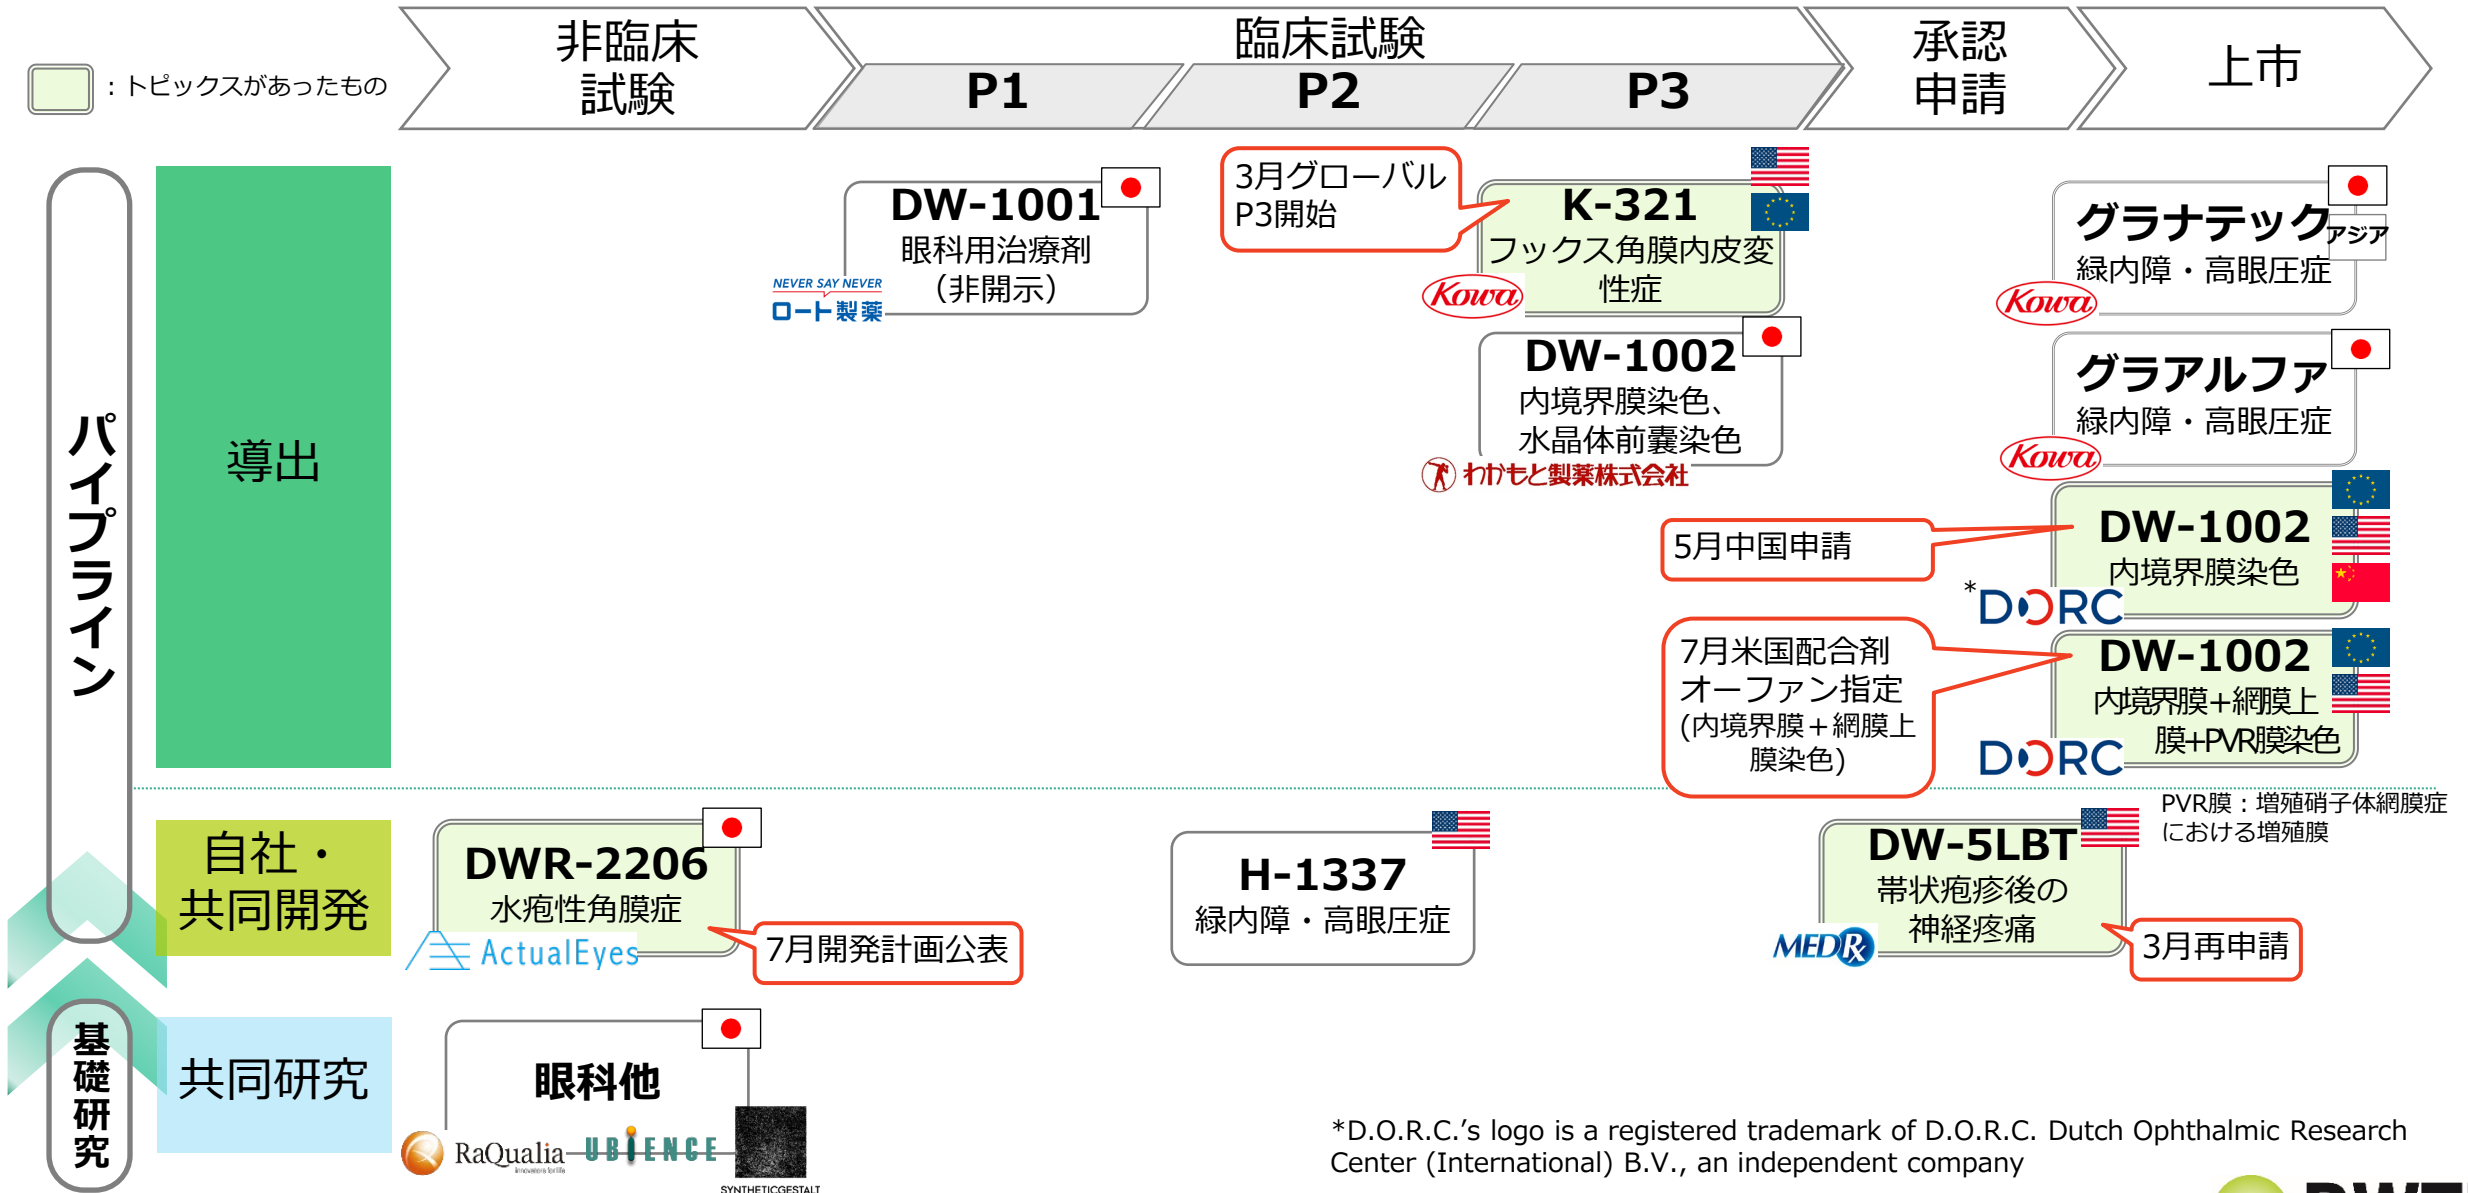 ：トピックスがあったもの
非臨床
試験
臨床試験
P1
P2
P3
承認
申請
上市
パイプライン
導出
DW-1001
眼科用治療剤
（非開示）
NEVER SAY NEVER
ロート製薬
3月グローバル
P3開始
K-321
フックス角膜内皮変
性症
Kowa
DW-1002
内境界膜染色、
水晶体前嚢染色
わかもと製薬株式会社
グラナテック
アジア
緑内障・高眼圧症
Kowa
グラアルファ
緑内障・高眼圧症
Kowa
5月中国申請
DW-1002
内境界膜染色
*DORC
7月米国配合剤
オーファン指定
(内境界膜＋網膜上
膜染色)
DW-1002
内境界膜＋網膜上
膜+PVR膜染色
DORC
PVR膜：増殖硝子体網膜症
における増殖膜
自社・
共同開発
DWR-2206
水疱性角膜症
ActualEyes
7月開発計画公表
H-1337
緑内障・高眼圧症
DW-5LBT
帯状疱疹後の
神経疼痛
MEDRx
3月再申請
基礎研究
共同研究
眼科他
RaQualia
innovators for life
UBIENCE
SYNTHETICGESTALT
*D.O.R.C.’s logo is a registered trademark of D.O.R.C. Dutch Ophthalmic Research
Center (International) B.V., an independent company